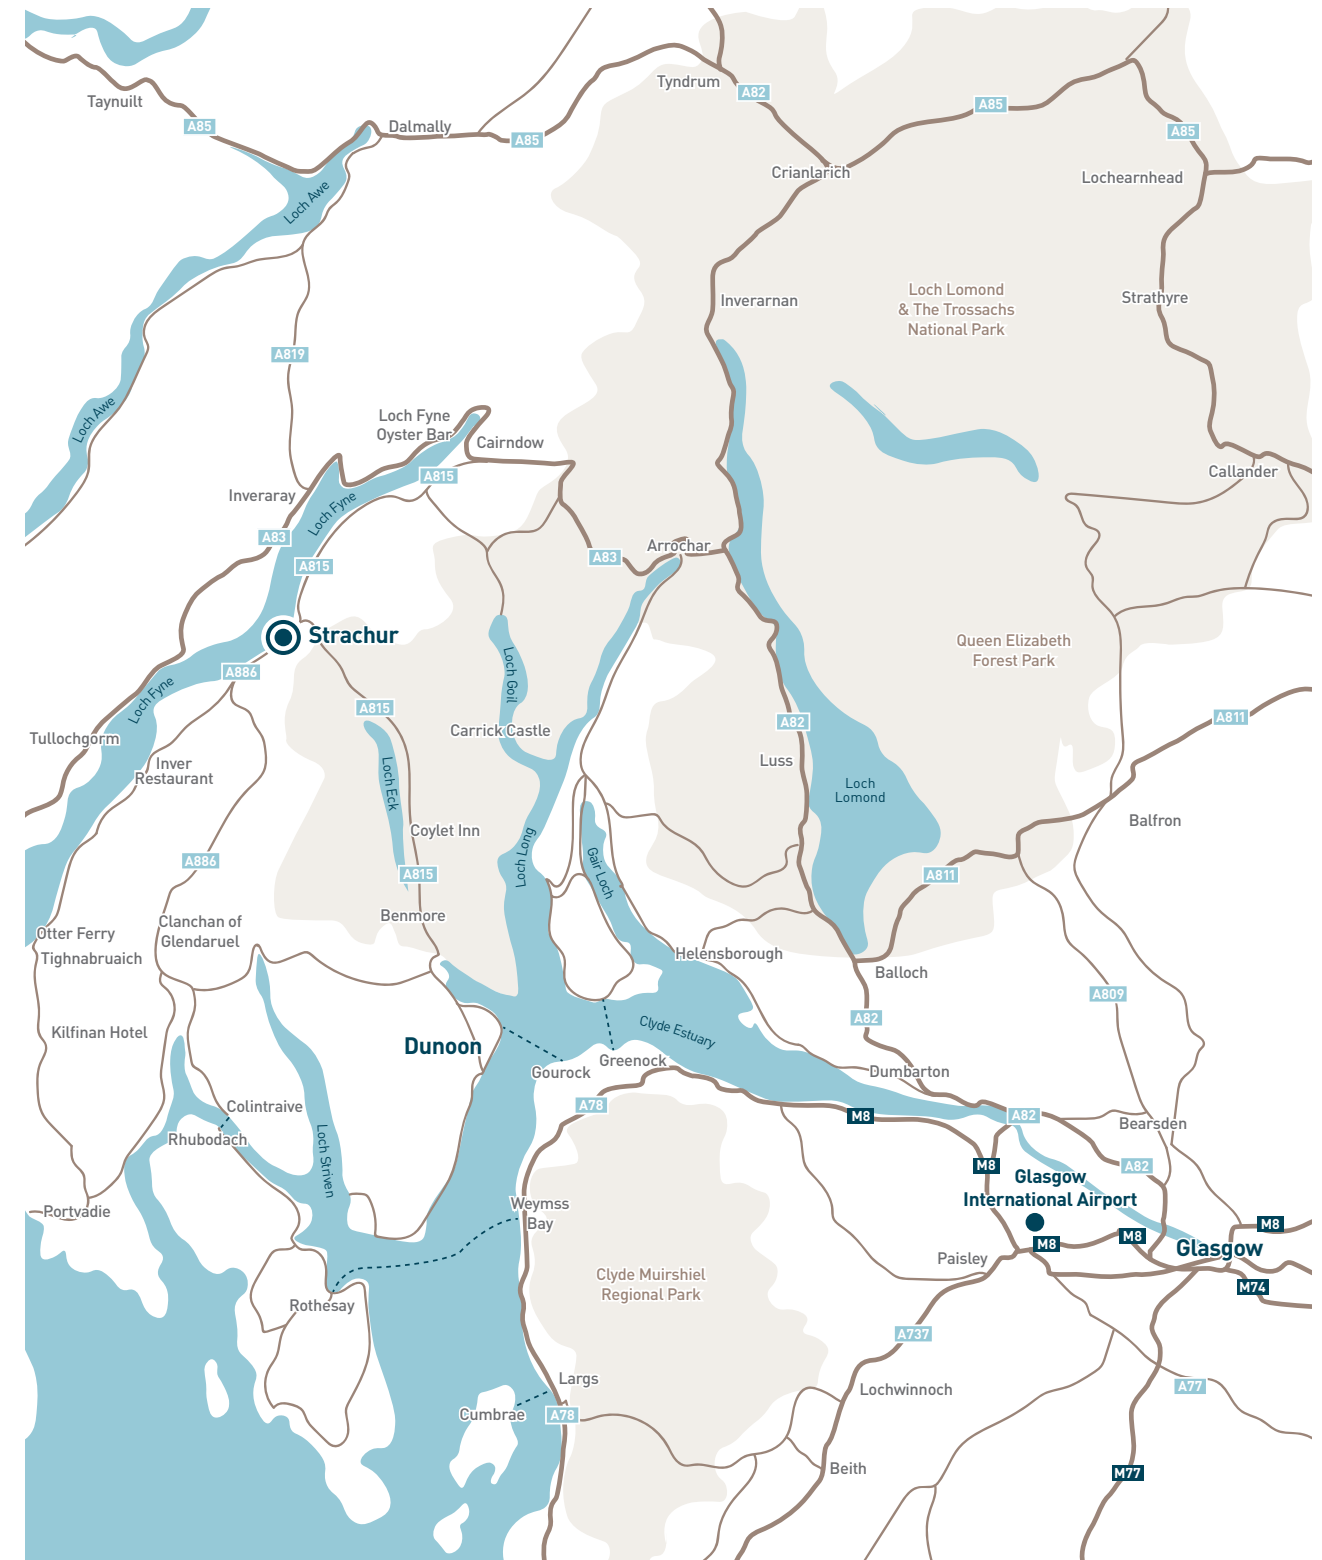 Tyndrum
A82
Taynuilt
A85
A85
Dalmally
A85
A85
Crianlarich
Lochearnhead
Loch Awe
Inverarnan
Loch Lomond
& The Trossachs
National Park
Strathyre
A819
Loch Awe
Loch Fyne
Oyster Bar
Cairndow
A815
Callander
Inveraray
Loch Fyne
A83
Arrochar
A83
A815
Strachur
Queen Elizabeth
Forest Park
A886
Loch Goil
Loch Fyne
A815
A811
A82
Tullochgorm
Carrick Castle
Luss
Inver
Restaurant
Loch Eck
Loch
Lomond
Balfron
Coylet Inn
Loch Long
A886
Gair Loch
A815
A811
Benmore
Clanchan of
Glendaruel
Otter Ferry
Tighnabruaich
Helensborough
Balloch
A809
A82
Kilfinan Hotel
Clyde Estuary
Dunoon
Greenock
Gourock
Dumbarton
Colintraive
A78
M8
A82
Bearsden
Rhubodach
Loch Striven
M8
A82
Glasgow
International Airport
Portvadie
Weymss
Bay
M8
M8
M8
Glasgow
Paisley
Clyde Muirshiel
Regional Park
M74
Rothesay
A737
Largs
A77
Lochwinnoch
Cumbrae
A78
Beith
M77